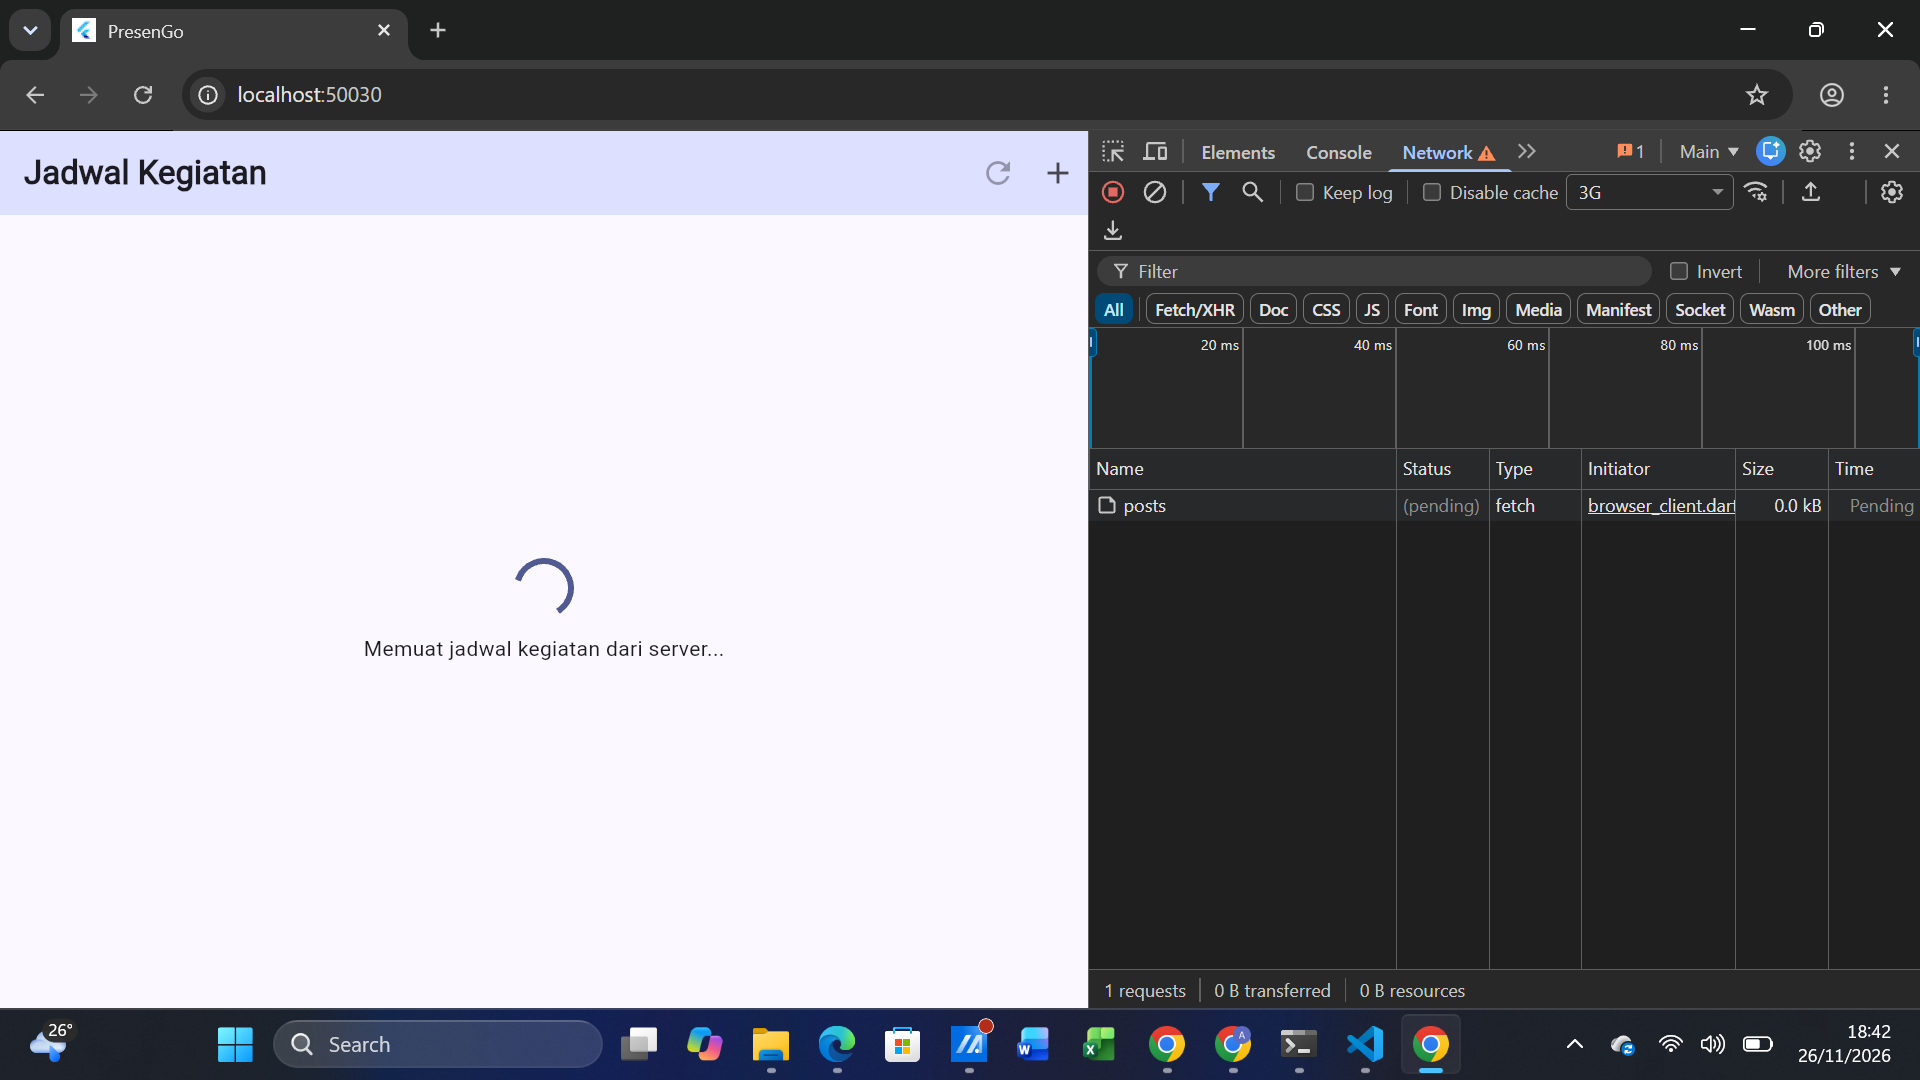 PresenGo
localhost:50030
Jadwal Kegiatan
Memuat jadwal kegiatan dari server...
Elements Console Network 1 Main
Keep log Disable cache 3G
Filter Invert More filters
All Fetch/XHR Doc CSS JS Font Img Media Manifest Socket Wasm Other
20 ms 40 ms 60 ms 80 ms 100 ms
Name Status Type Initiator Size Time
posts (pending) fetch browser_client.dart 0.0 kB Pending
1 requests 0 B transferred 0 B resources
26°
Search
18:42
26/11/2026